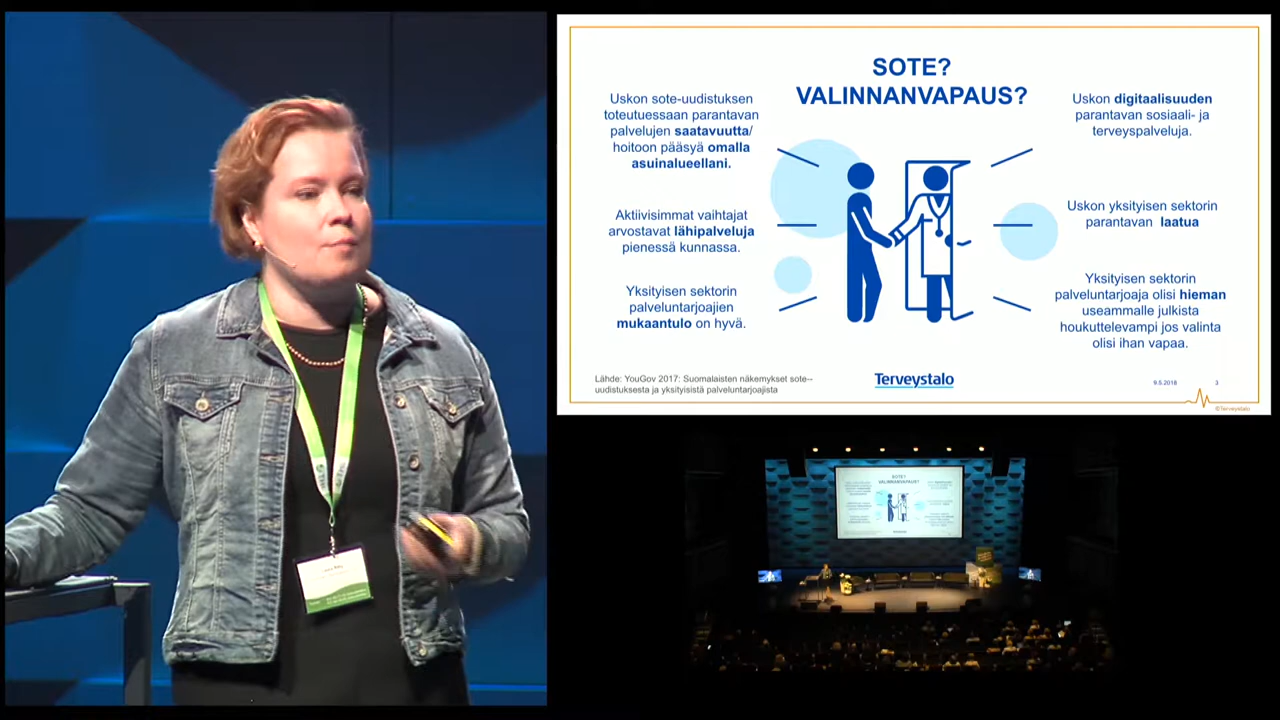 SOTE?
VALINNANVAPAUS?
Uskon sote-uudistuksen
toteutuessaan parantavan
palvelujen saatavuutta/
hoitoon pääsyä omalla
asuinalueellani.
Aktiivisimmat vaihtajat
arvostavat lähipalveluja
pienessä kunnassa.
Yksityisen sektorin
palveluntarjoajien
mukaantulo on hyvä.
Uskon digitaalisuuden
parantavan sosiaali- ja
terveyspalveluja.
Uskon yksityisen sektorin
parantavan laatua
Yksityisen sektorin
palveluntarjoaja olisi hieman
useammalle julkista
houkuttelevampi jos valinta
olisi ihan vapaa.
Lähde: YouGov 2017: Suomalaisten näkemykset sote--
uudistuksesta ja yksityisistä palveluntarjoajista
Terveystalo
9.5.2018
3
©Terveystalo
SOTE?
VALINNANVAPAUS?